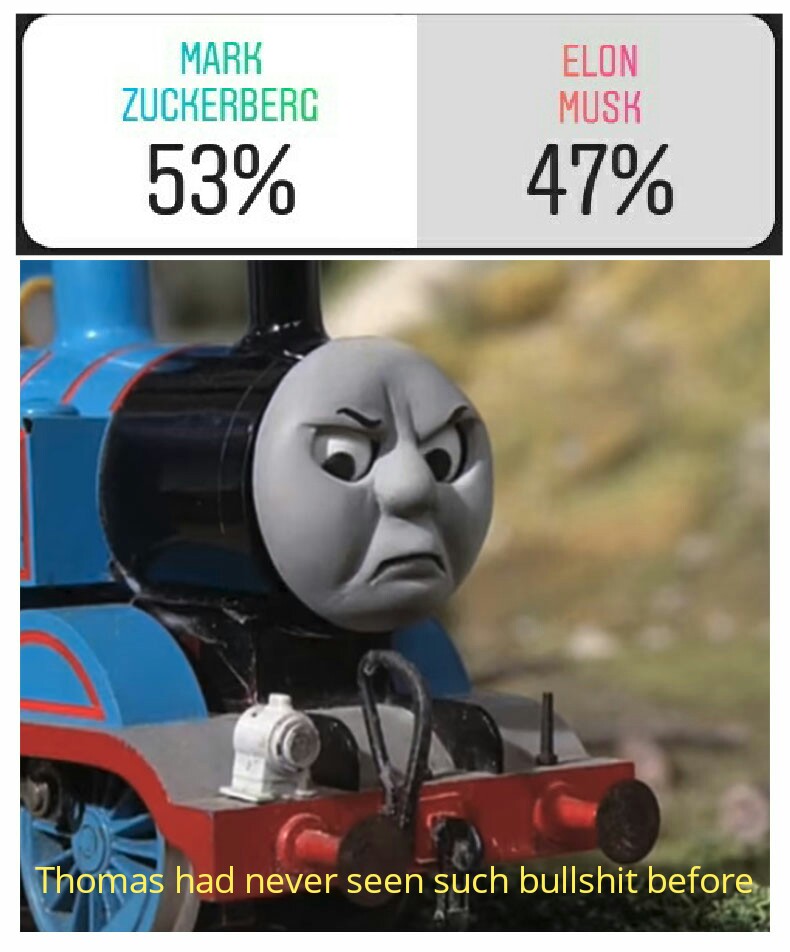 MARK
ZUCKERBERG
53%
ELON
MUSK
47%
Thomas had never seen such bullshit before